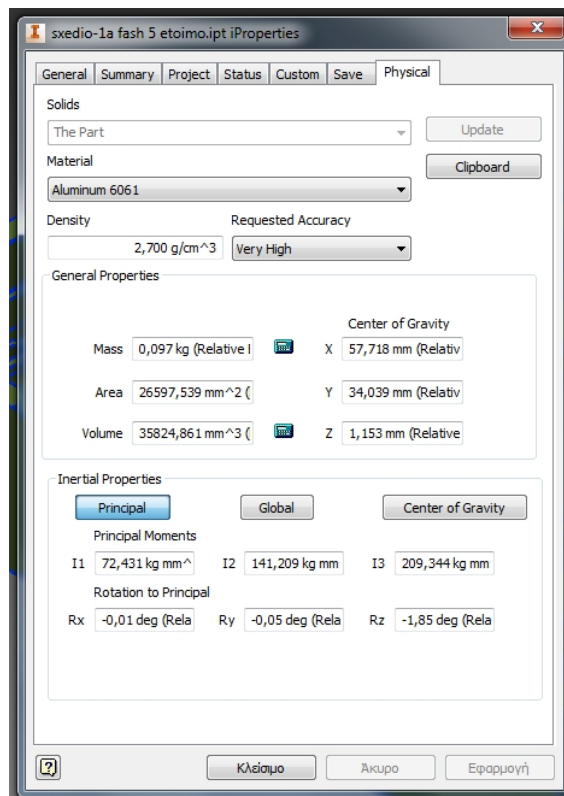 sxedio-1a fash 5 etoimo.ipt iProperties
General Summary Project Status Custom Save Physical
Solids
The Part Update
Material Clipboard
Aluminum 6061
Density Requested Accuracy
2,700 g/cm^3 Very High
General Properties
Center of Gravity
Mass 0,097 kg (Relative I X 57,718 mm (Relativ
Area 26597,539 mm^2 ( Y 34,039 mm (Relativ
Volume 35824,861 mm^3 ( Z 1,153 mm (Relative
Inertial Properties
Principal Global Center of Gravity
Principal Moments
I1 72,431 kg mm^ I2 141,209 kg mm I3 209,344 kg mm
Rotation to Principal
Rx -0,01 deg (Rela Ry -0,05 deg (Rela Rz -1,85 deg (Rela
Κλείσιμο Άκυρο Εφαρμογή